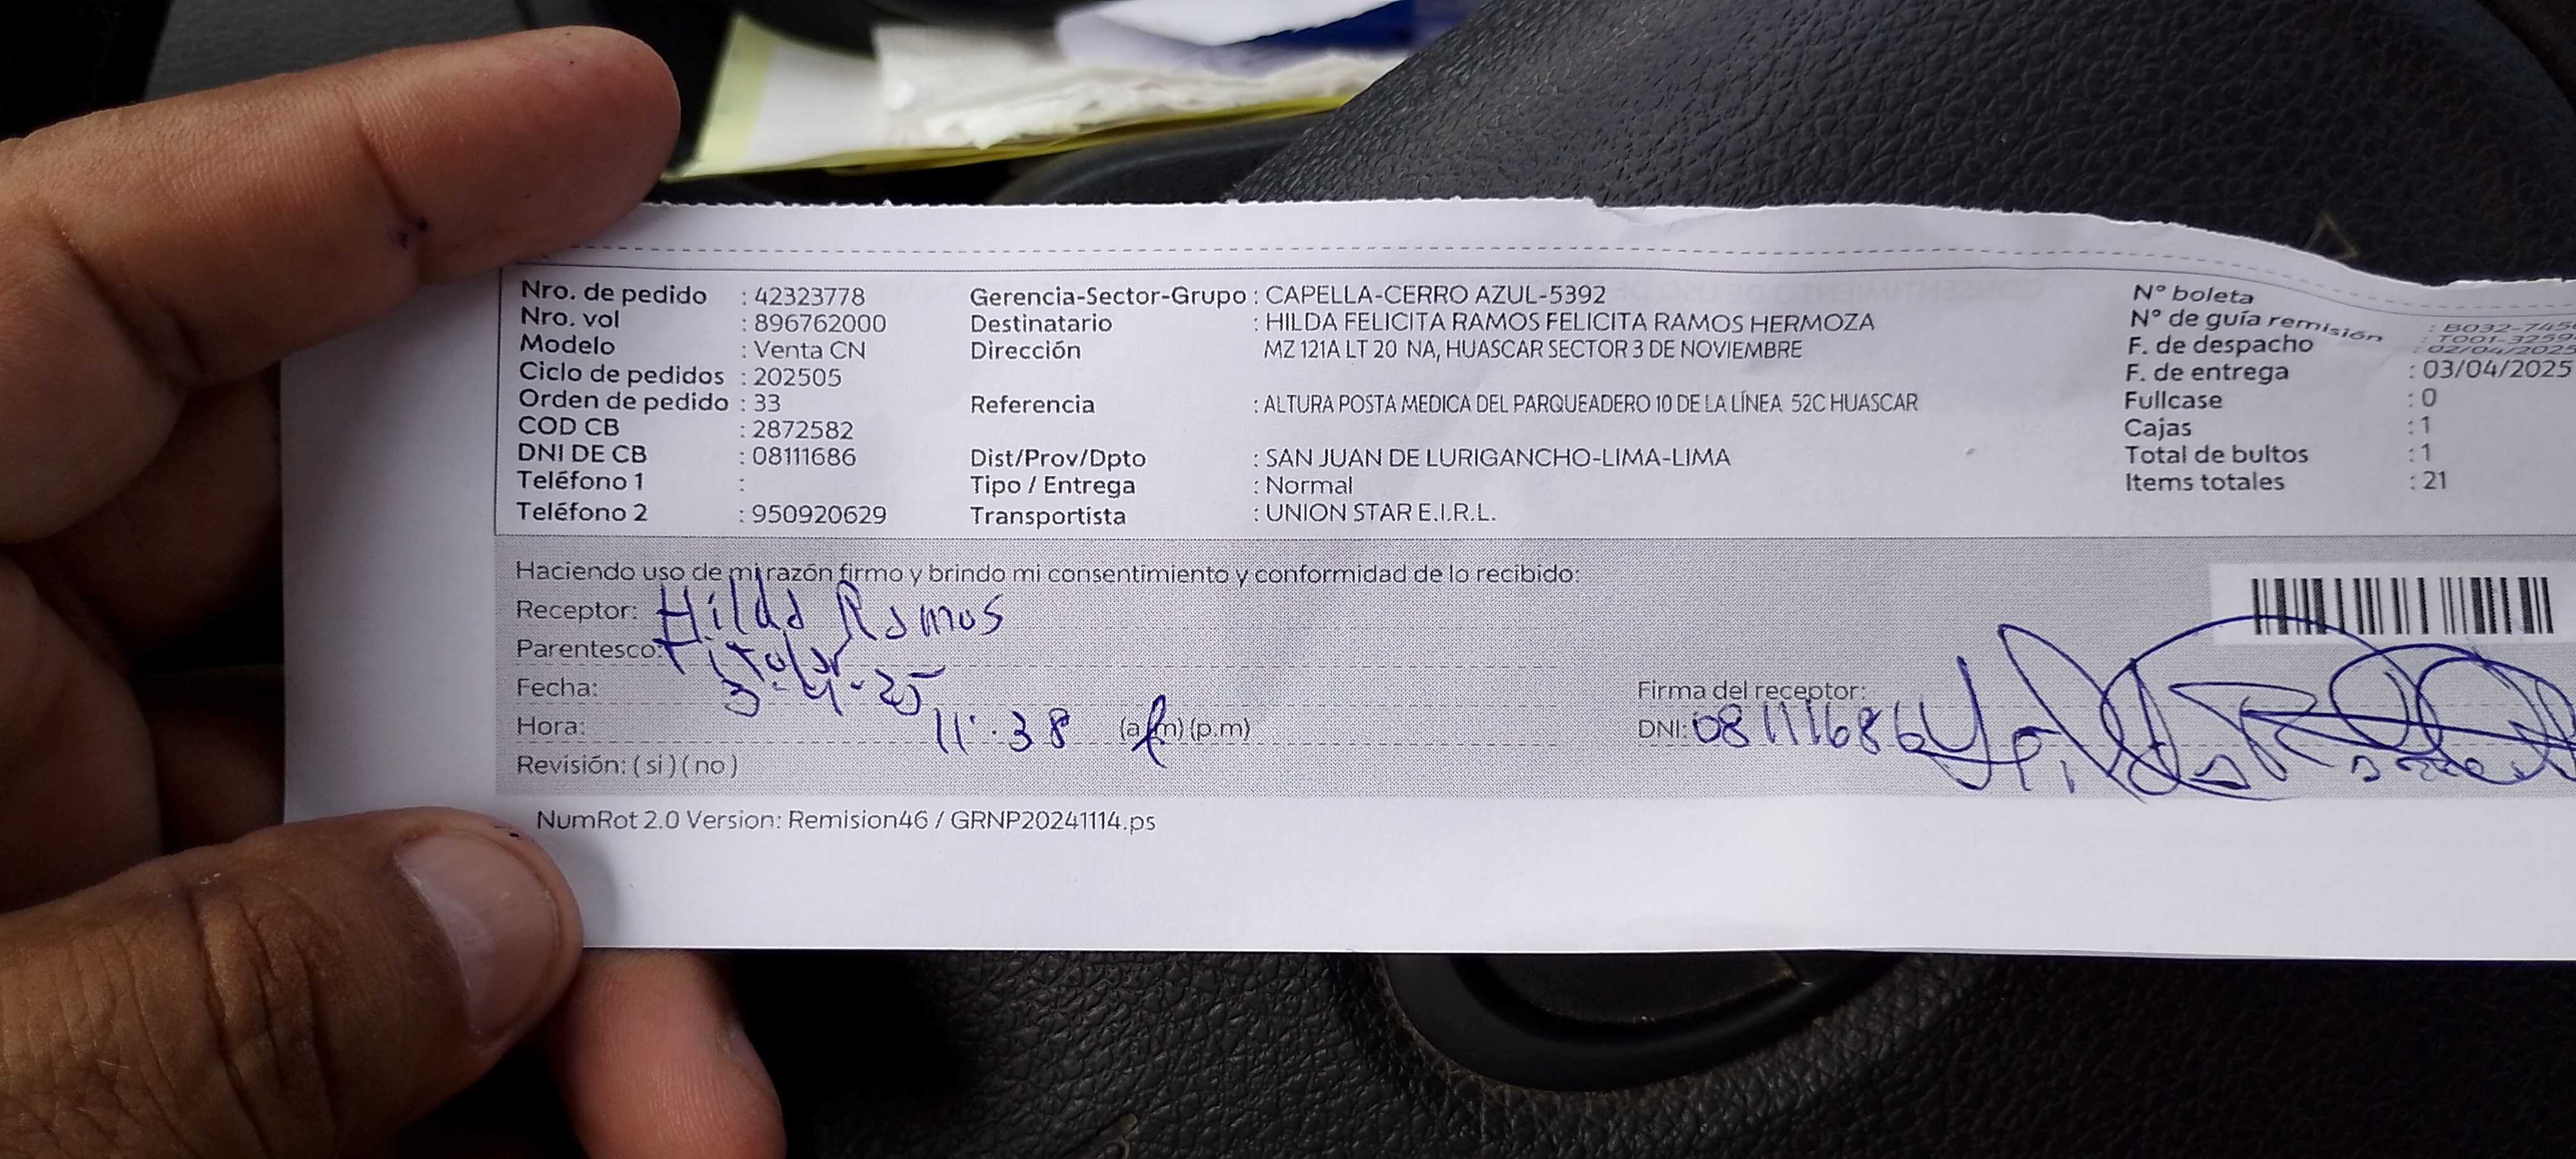 Nro. de pedido : 42323778
Nro. vol : 896762000
Modelo : Venta CN
Ciclo de pedidos : 202505
Orden de pedido : 33
COD CB : 2872582
DNI DE CB : 08111686
Teléfono 1 :
Teléfono 2 : 950920629
Gerencia-Sector-Grupo : CAPELLA-CERRO AZUL-5392
Destinatario : HILDA FELICITA RAMOS FELICITA RAMOS HERMOZA
Dirección MZ 121A LT 20 NA, HUASCAR SECTOR 3 DE NOVIEMBRE
Referencia : ALTURA POSTA MEDICA DEL PARQUEADERO 10 DE LA LÍNEA 52C HUASCAR
Dist/Prov/Dpto : SAN JUAN DE LURIGANCHO-LIMA-LIMA
Tipo / Entrega : Normal
Transportista : UNION STAR E.I.R.L.
N° boleta : B032-745
N° de guía remisión : T001-3259
F. de despacho : 02/04/2025
F. de entrega : 03/04/2025
Fullcase : 0
Cajas : 1
Total de bultos : 1
Items totales : 21
Haciendo uso de mi razón firmo y brindo mi consentimiento y conformidad de lo recibido:
Receptor: Hilda Ramos
Parentesco: Titular
Fecha: 3-4-25
Hora: 11:38 (a.m) (p.m)
Revisión: ( si ) ( no )
Firma del receptor:
DNI: 08111686
NumRot 2.0 Version: Remision46 / GRNP20241114.ps